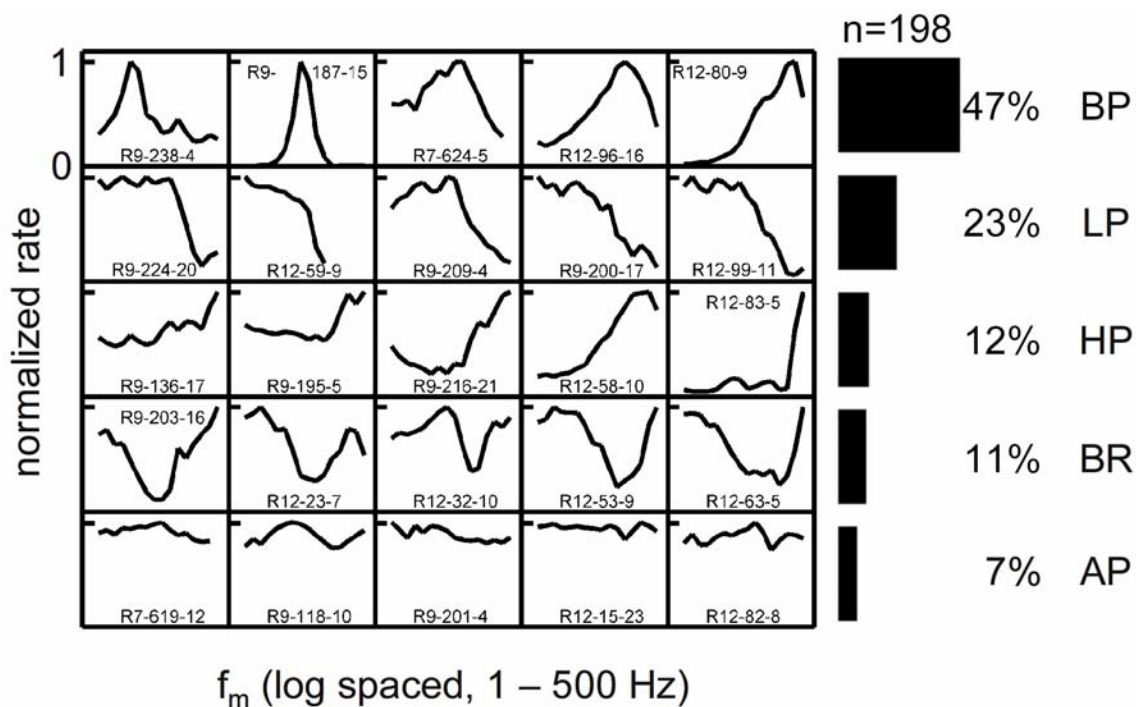 n=198
1
0
normalized rate
R9-238-4
R9- 187-15
R7-624-5
R12-96-16
R12-80-9
47% BP
R9-224-20
R12-59-9
R9-209-4
R9-200-17
R12-99-11
23% LP
R9-136-17
R9-195-5
R9-216-21
R12-58-10
R12-83-5
12% HP
R9-203-16
R12-23-7
R12-32-10
R12-53-9
R12-63-5
11% BR
R7-619-12
R9-118-10
R9-201-4
R12-15-23
R12-82-8
7% AP
fm (log spaced, 1 – 500 Hz)